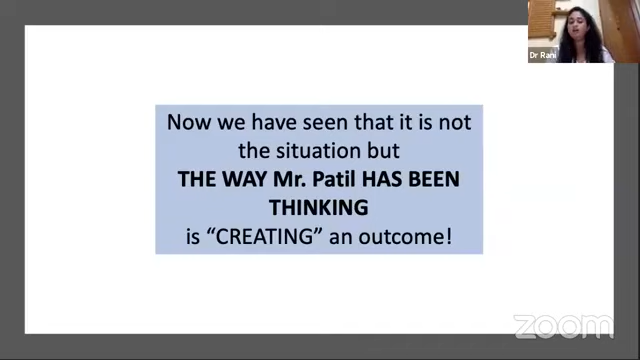 Dr Rani
Now we have seen that it is not
the situation but
THE WAY Mr. Patil HAS BEEN
THINKING
is “CREATING” an outcome!
zoom